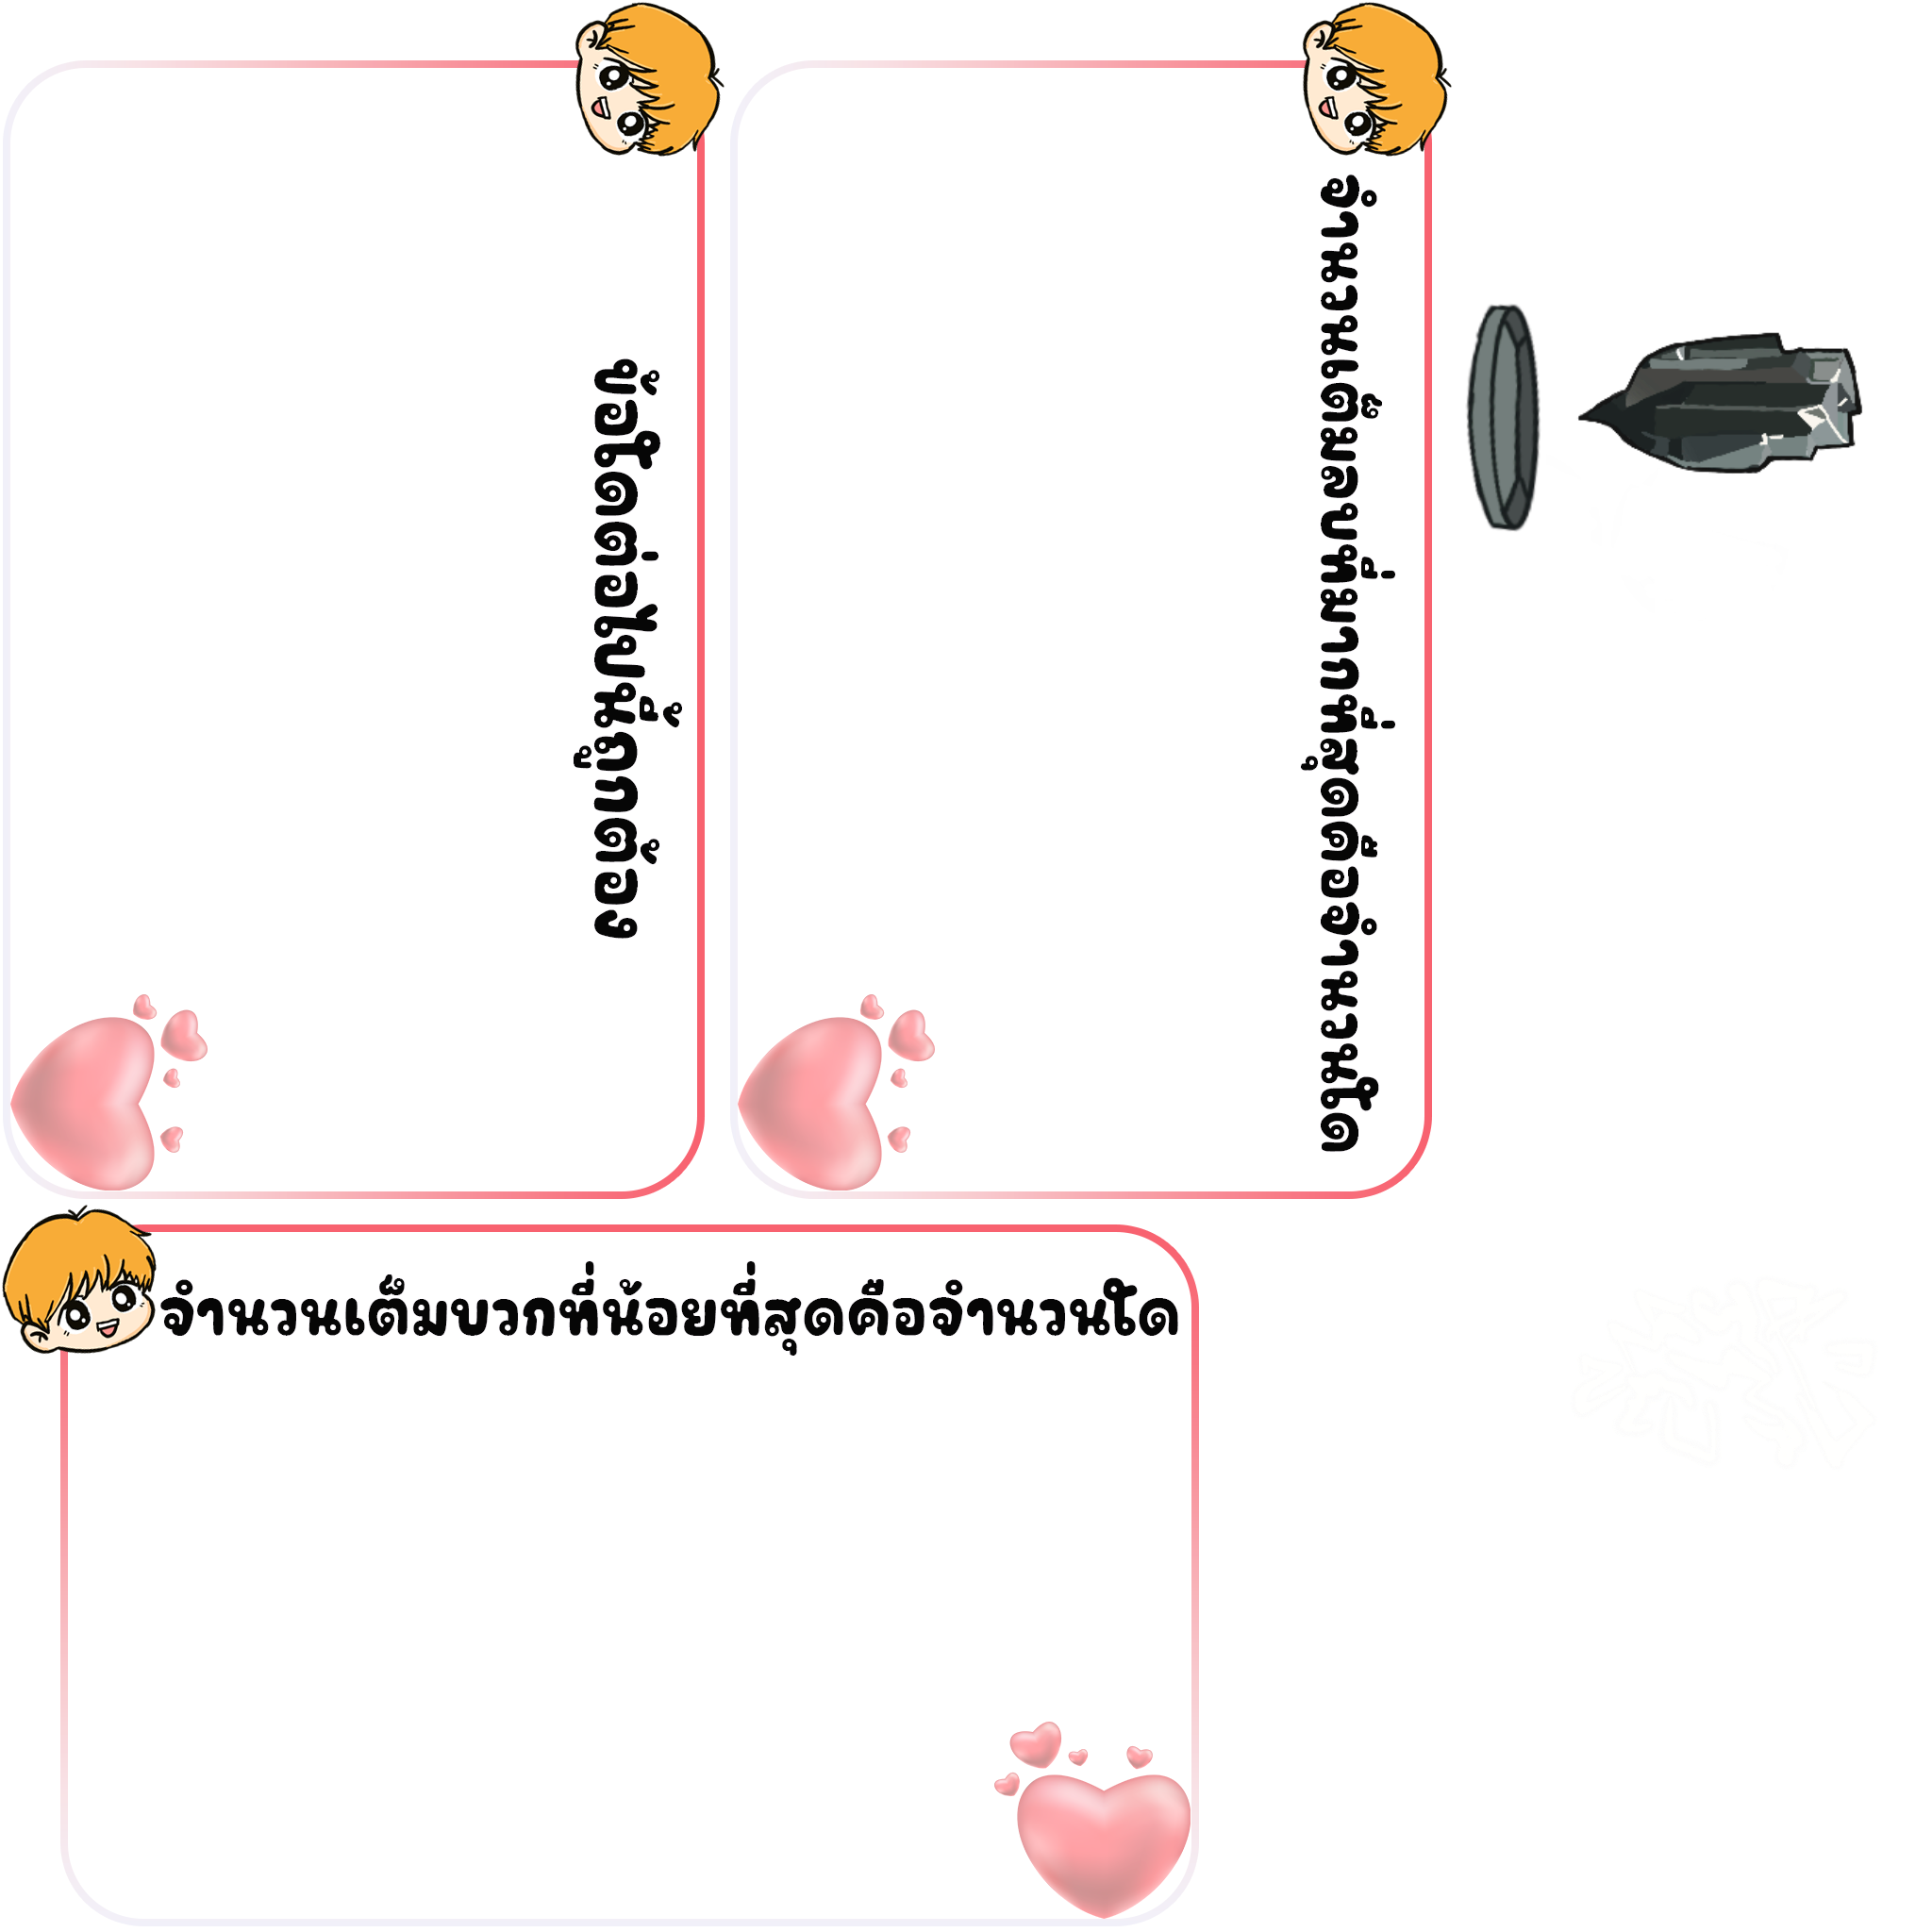 ข้อใดต่อไปนี้ถูกต้อง
จำนวนเต็มลบที่มากที่สุดคือจำนวนใด
จำนวนเต็มบวกที่น้อยที่สุดคือจำนวนใด